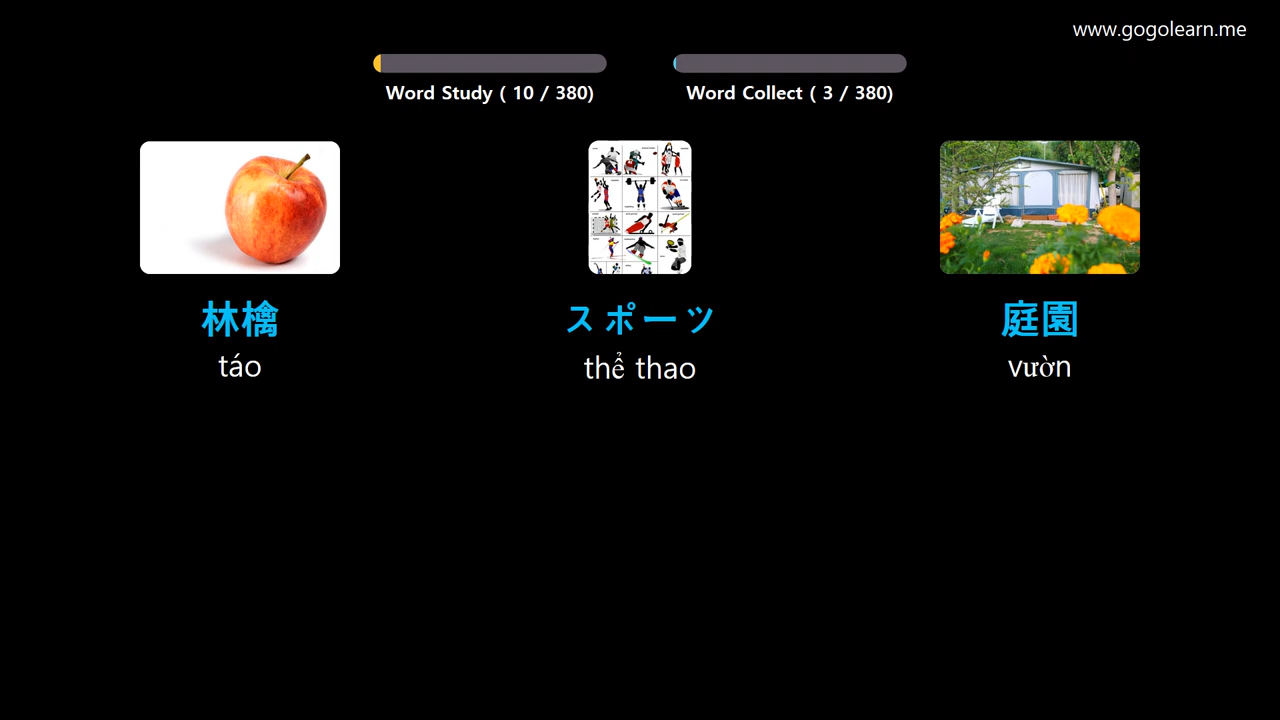 www.gogolearn.me
Word Study ( 10 / 380)
Word Collect ( 3 / 380)
林檎
スポーツ
庭園
táo
thể thao
vườn